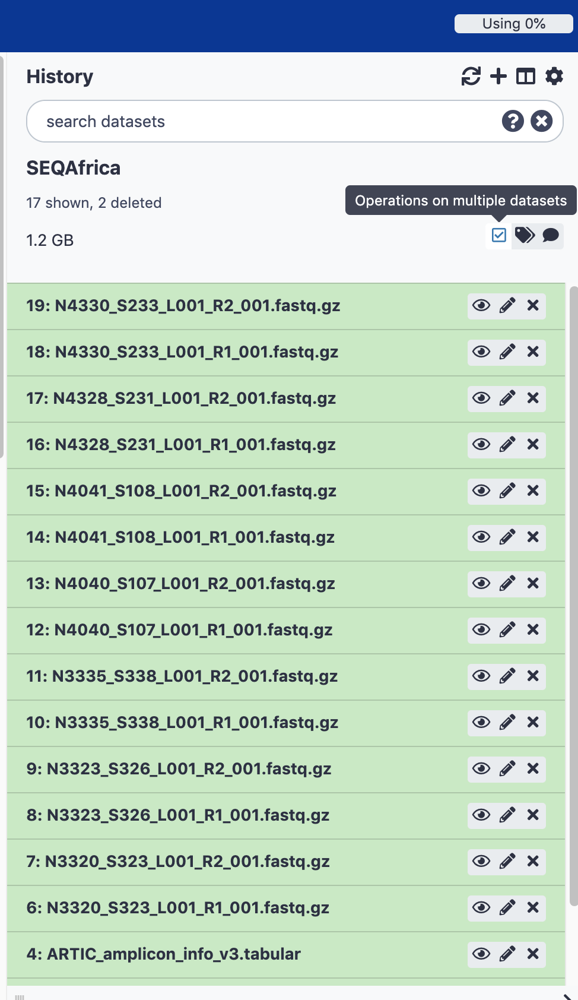 Using 0%
History
search datasets
SEQAfrica
17 shown, 2 deleted
Operations on multiple datasets
1.2 GB
19: N4330_S233_L001_R2_001.fastq.gz
18: N4330_S233_L001_R1_001.fastq.gz
17: N4328_S231_L001_R2_001.fastq.gz
16: N4328_S231_L001_R1_001.fastq.gz
15: N4041_S108_L001_R2_001.fastq.gz
14: N4041_S108_L001_R1_001.fastq.gz
13: N4040_S107_L001_R2_001.fastq.gz
12: N4040_S107_L001_R1_001.fastq.gz
11: N3335_S338_L001_R2_001.fastq.gz
10: N3335_S338_L001_R1_001.fastq.gz
9: N3323_S326_L001_R2_001.fastq.gz
8: N3323_S326_L001_R1_001.fastq.gz
7: N3320_S323_L001_R2_001.fastq.gz
6: N3320_S323_L001_R1_001.fastq.gz
4: ARTIC_amplicon_info_v3.tabular